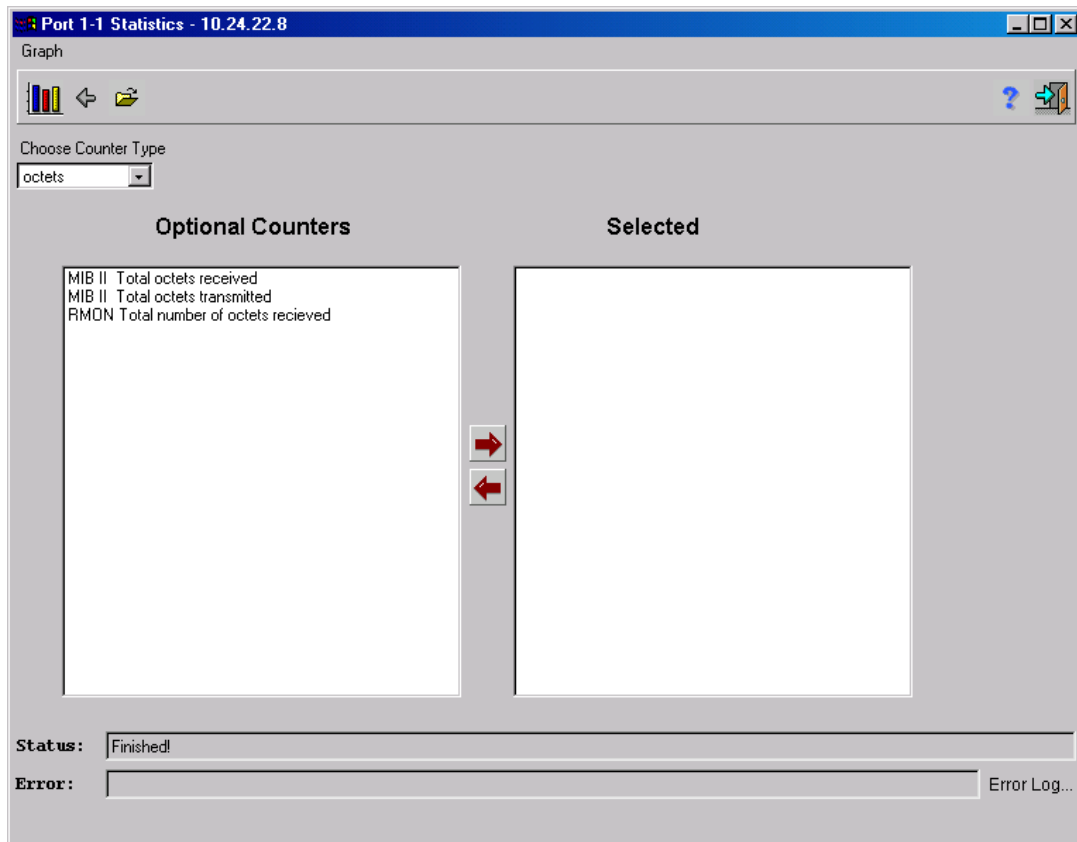 Port 1-1 Statistics - 10.24.22.8
Graph
?
Choose Counter Type
octets
Optional Counters
Selected
MIB II  Total octets received
MIB II  Total octets transmitted
RMON Total number of octets recieved
Status:
Finished!
Error:
Error Log...